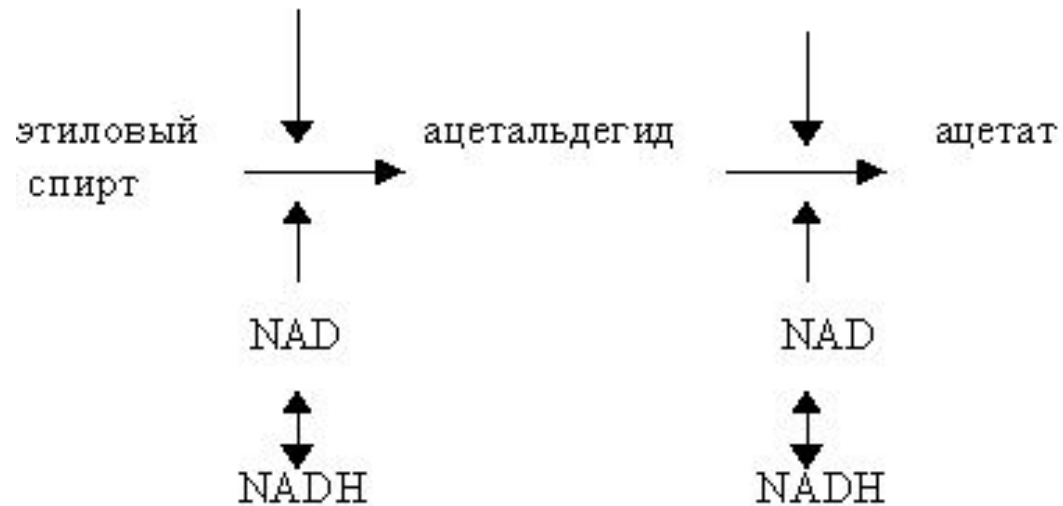 этиловый
спирт
ацетальдегид
ацетат
NAD
NAD
NADH
NADH